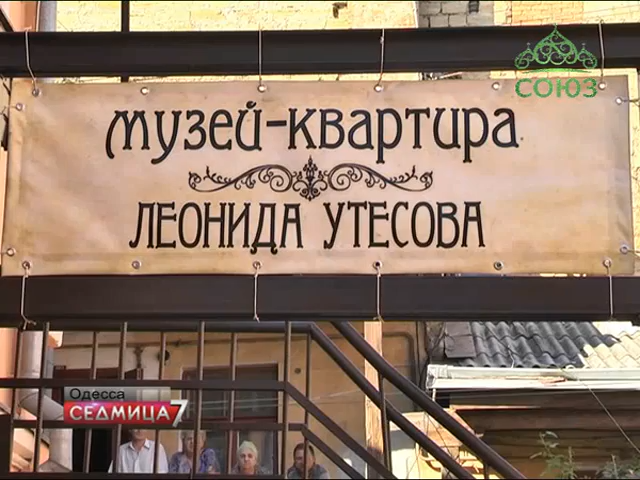 СОЮЗ
музей-квартира
ЛЕОНИДА УТЕСОВА
Одесса
СЕДМИЦА 7